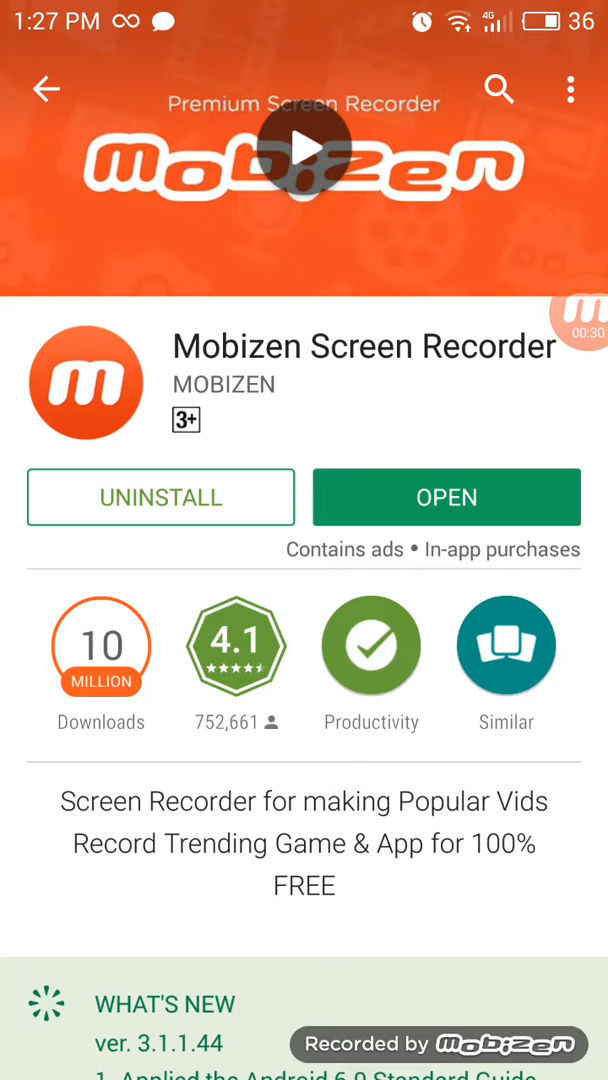 1:27 PM
4G
36
Premium Screen Recorder
mobizen
m
00:30
Mobizen Screen Recorder
m
MOBIZEN
3+
UNINSTALL
OPEN
Contains ads • In-app purchases
10
MILLION
4.1
Downloads
752,661
Productivity
Similar
Screen Recorder for making Popular Vids
Record Trending Game & App for 100%
FREE
WHAT'S NEW
ver. 3.1.1.44
Recorded by mobizen
1. Applied the Android 6.0 Standard Guide